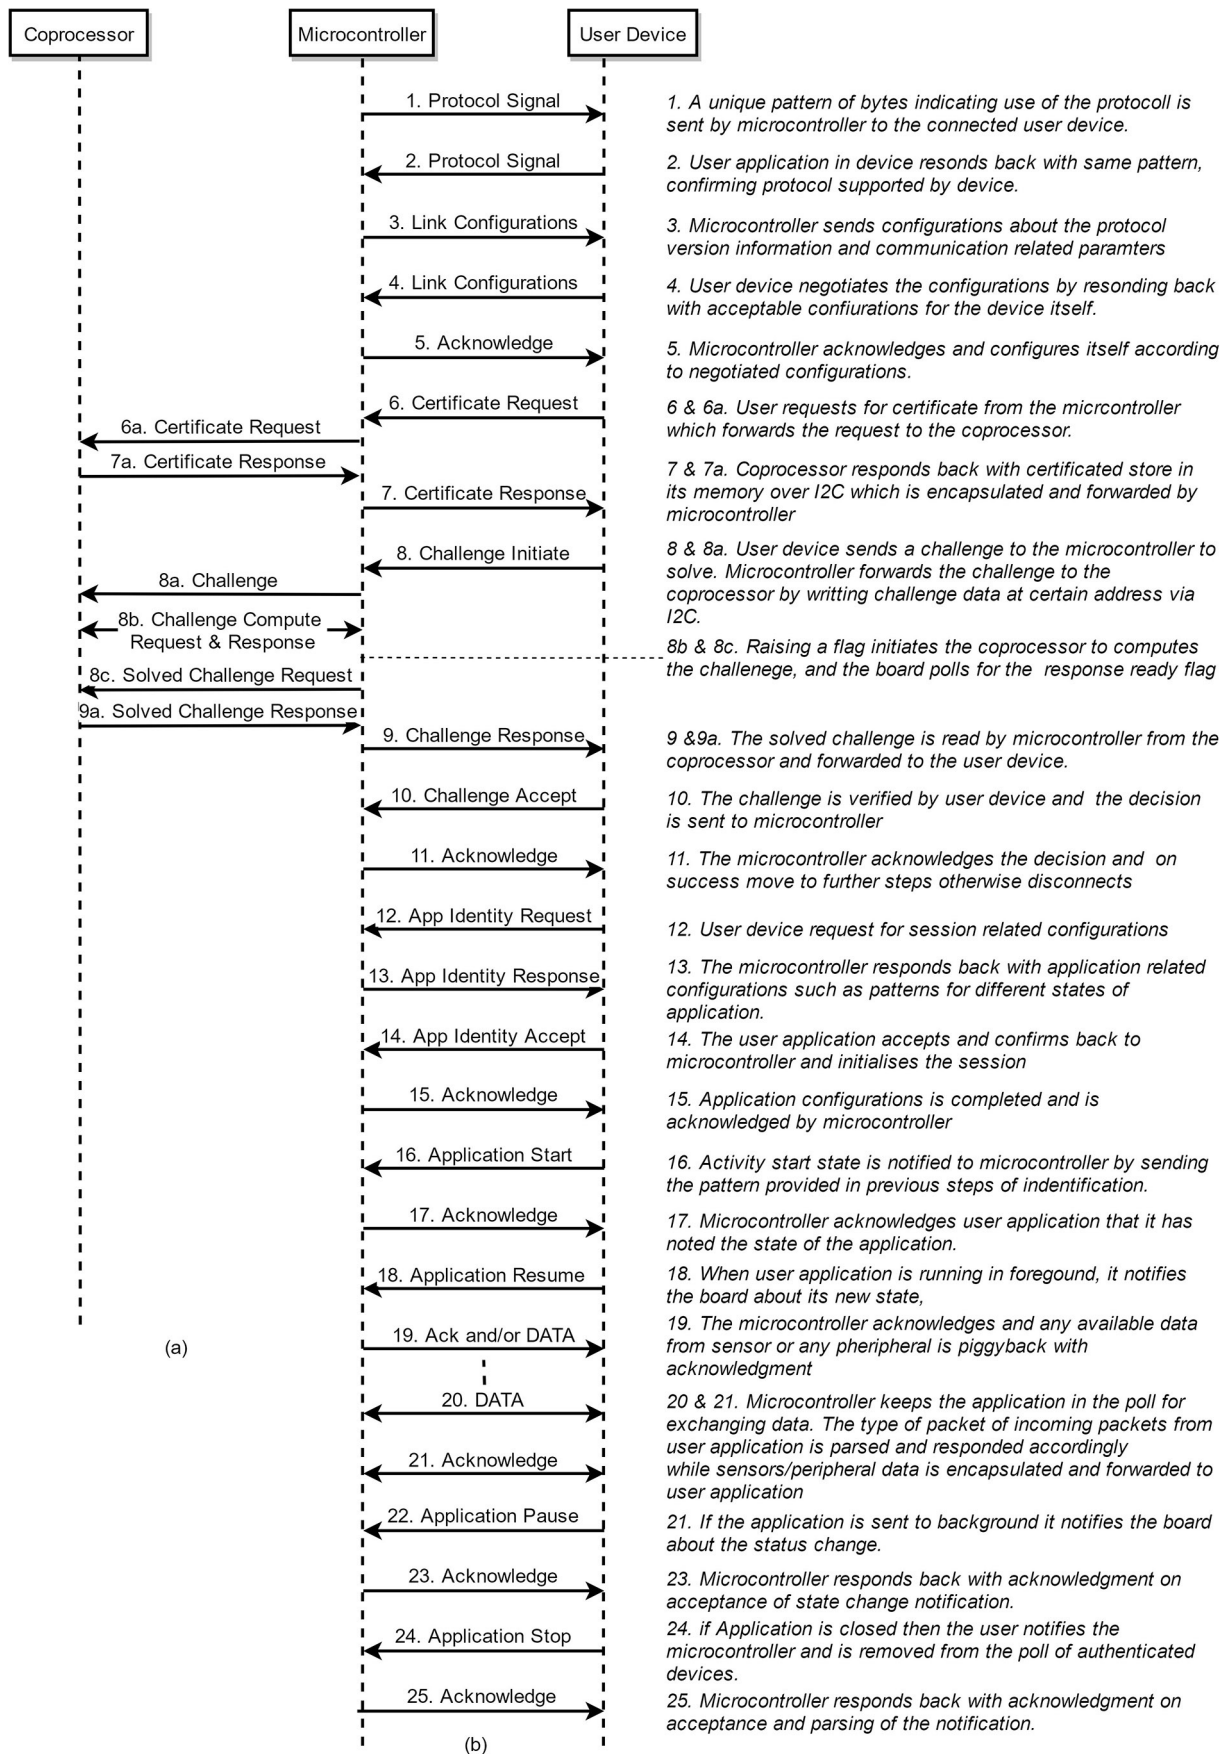 Coprocessor
Microcontroller
User Device
1. Protocol Signal
1. A unique pattern of bytes indicating use of the protocoll is
sent by microcontroller to the connected user device.
2. Protocol Signal
2. User application in device resonds back with same pattern,
confirming protocol supported by device.
3. Link Configurations
3. Microcontroller sends configurations about the protocol
version information and communication related paramters
4. Link Configurations
4. User device negotiates the configurations by resonding back
with acceptable confiurations for the device itself.
5. Acknowledge
5. Microcontroller acknowledges and configures itself according
to negotiated configurations.
6. Certificate Request
6a. Certificate Request
6 & 6a. User requests for certificate from the micrcontroller
which forwards the request to the coprocessor.
7a. Certificate Response
7. Certificate Response
7 & 7a. Coprocessor responds back with certificated store in
its memory over I2C which is encapsulated and forwarded by
microcontroller
8. Challenge Initiate
8a. Challenge
8 & 8a. User device sends a challenge to the microcontroller to
solve. Microcontroller forwards the challenge to the
coprocessor by writting challenge data at certain address via
I2C.
8b. Challenge Compute
Request & Response
8b & 8c. Raising a flag initiates the coprocessor to computes
the challenege, and the board polls for the response ready flag
8c. Solved Challenge Request
9a. Solved Challenge Response
9. Challenge Response
9 &9a. The solved challenge is read by microcontroller from the
coprocessor and forwarded to the user device.
10. Challenge Accept
10. The challenge is verified by user device and the decision
is sent to microcontroller
11. Acknowledge
11. The microcontroller acknowledges the decision and on
success move to further steps otherwise disconnects
12. App Identity Request
12. User device request for session related configurations
13. App Identity Response
13. The microcontroller responds back with application related
configurations such as patterns for different states of
application.
14. App Identity Accept
14. The user application accepts and confirms back to
microcontroller and initialises the session
15. Acknowledge
15. Application configurations is completed and is
acknowledged by microcontroller
16. Application Start
16. Activity start state is notified to microcontroller by sending
the pattern provided in previous steps of indentification.
17. Acknowledge
17. Microcontroller acknowledges user application that it has
noted the state of the application.
18. Application Resume
18. When user application is running in foregound, it notifies
the board about its new state,
19. Ack and/or DATA
19. The microcontroller acknowledges and any available data
from sensor or any pheripheral is piggyback with
acknowledgment
(a)
20. DATA
20 & 21. Microcontroller keeps the application in the poll for
exchanging data. The type of packet of incoming packets from
user application is parsed and responded accordingly
while sensors/peripheral data is encapsulated and forwarded to
user application
21. Acknowledge
22. Application Pause
21. If the application is sent to background it notifies the board
about the status change.
23. Acknowledge
23. Microcontroller responds back with acknowledgment on
acceptance of state change notification.
24. Application Stop
24. if Application is closed then the user notifies the
microcontroller and is removed from the poll of authenticated
devices.
25. Acknowledge
25. Microcontroller responds back with acknowledgment on
acceptance and parsing of the notification.
(b)